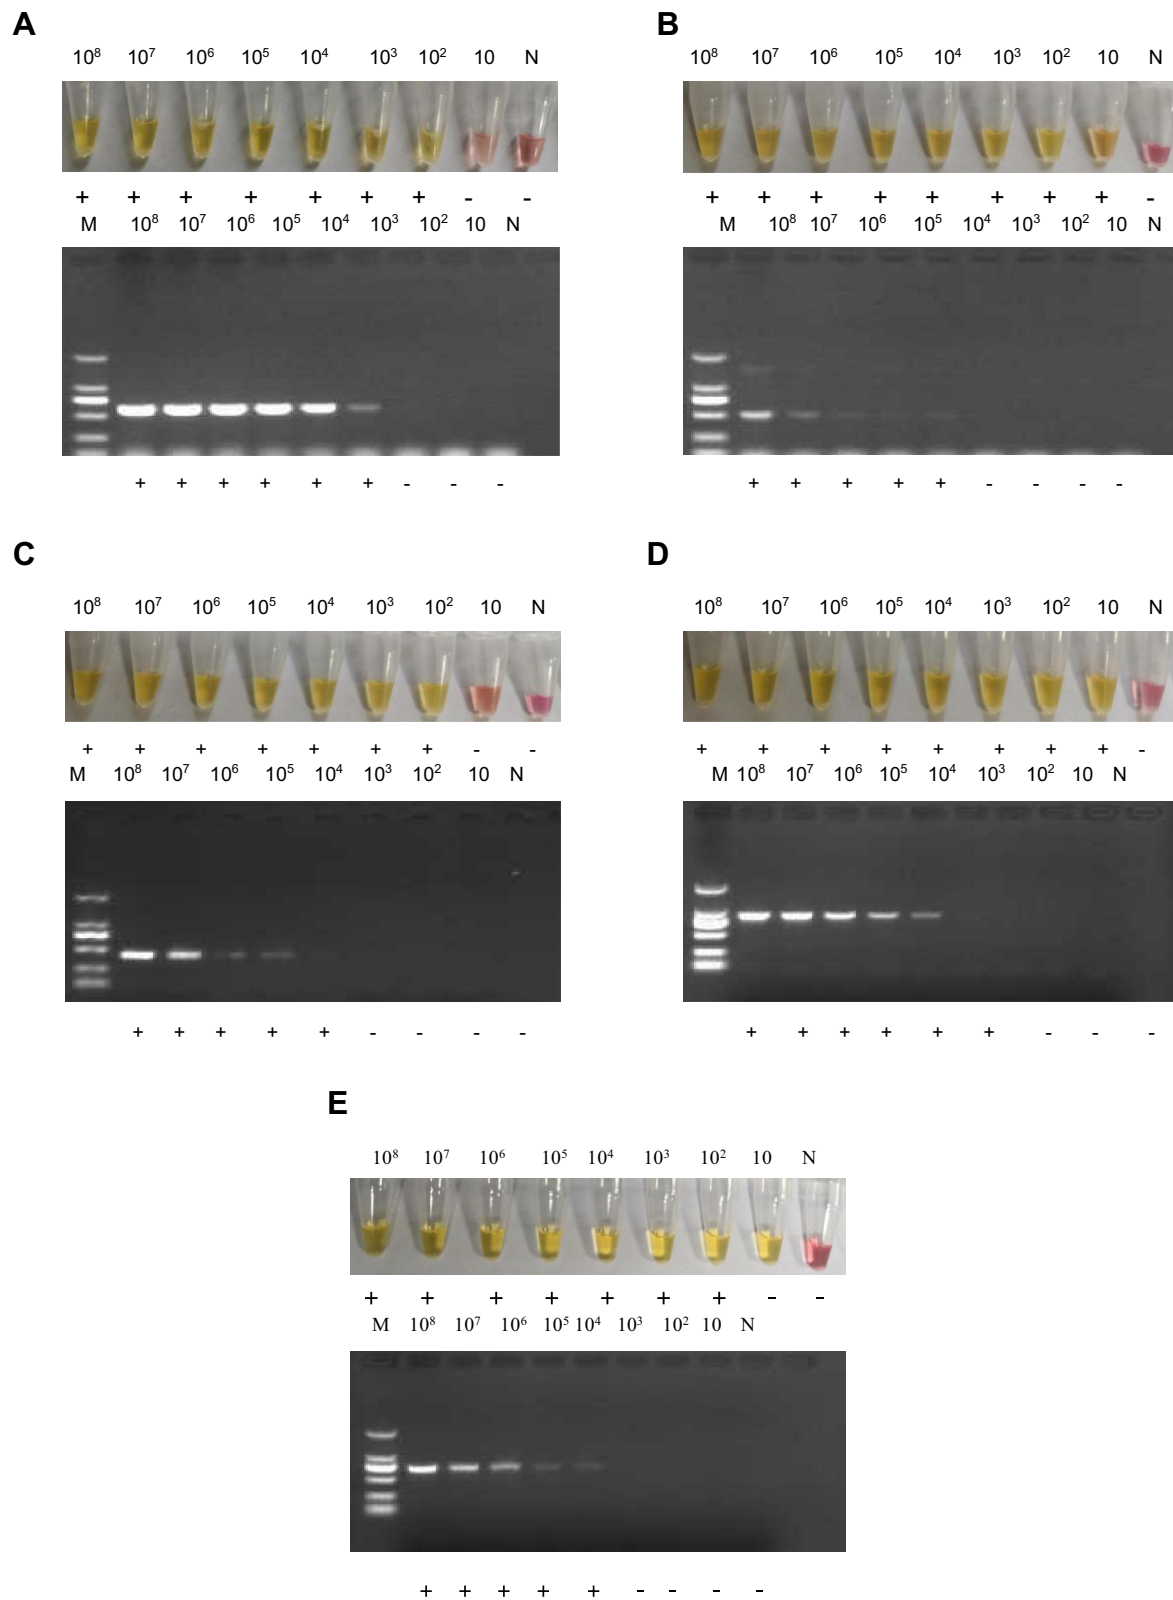 A
10⁸ 10⁷ 10⁶ 10⁵ 10⁴ 10³ 10² 10 N
+ + + + + + + - -
M 10⁸ 10⁷ 10⁶ 10⁵ 10⁴ 10³ 10² 10 N
+ + + + + + - - -
B
10⁸ 10⁷ 10⁶ 10⁵ 10⁴ 10³ 10² 10 N
+ + + + + + + + -
M 10⁸ 10⁷ 10⁶ 10⁵ 10⁴ 10³ 10² 10 N
+ + + + + - - - -
C
10⁸ 10⁷ 10⁶ 10⁵ 10⁴ 10³ 10² 10 N
+ + + + + + + - -
M 10⁸ 10⁷ 10⁶ 10⁵ 10⁴ 10³ 10² 10 N
+ + + + + - - - -
D
10⁸ 10⁷ 10⁶ 10⁵ 10⁴ 10³ 10² 10 N
+ + + + + + + + -
M 10⁸ 10⁷ 10⁶ 10⁵ 10⁴ 10³ 10² 10 N
+ + + + + + - - -
E
10⁸ 10⁷ 10⁶ 10⁵ 10⁴ 10³ 10² 10 N
+ + + + + + + - -
M 10⁸ 10⁷ 10⁶ 10⁵ 10⁴ 10³ 10² 10 N
+ + + + + - - - -